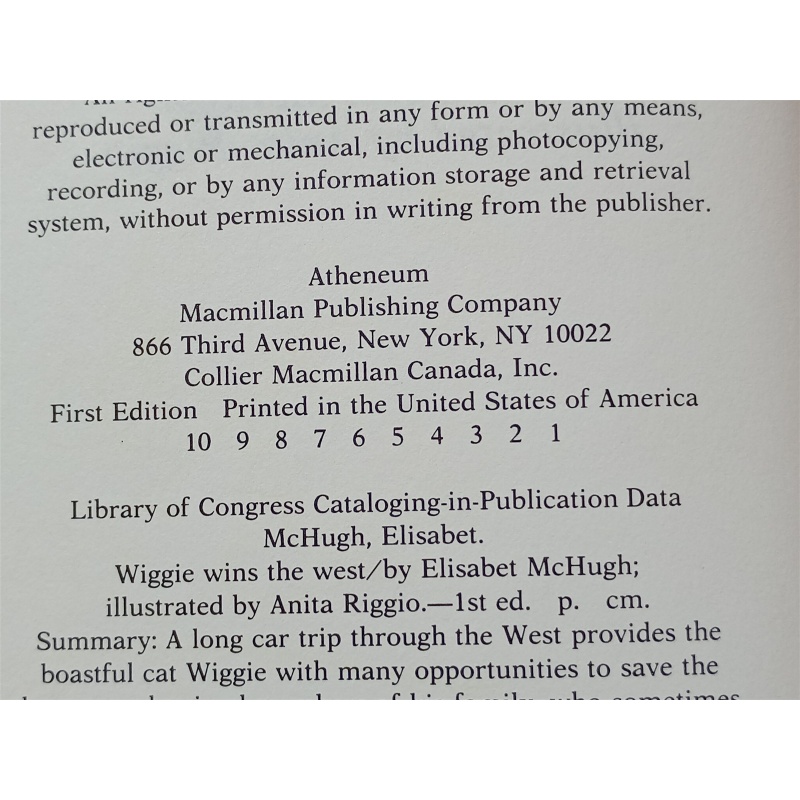 reproduced or transmitted in any form or by any means,
electronic or mechanical, including photocopying,
recording, or by any information storage and retrieval
system, without permission in writing from the publisher.
Atheneum
Macmillan Publishing Company
866 Third Avenue, New York, NY 10022
Collier Macmillan Canada, Inc.
First Edition Printed in the United States of America
10 9 8 7 6 5 4 3 2 1
Library of Congress Cataloging-in-Publication Data
McHugh, Elisabet.
Wiggie wins the west/by Elisabet McHugh;
illustrated by Anita Riggio.—1st ed. p. cm.
Summary: A long car trip through the West provides the
boastful cat Wiggie with many opportunities to save the
of his family, who sometimes